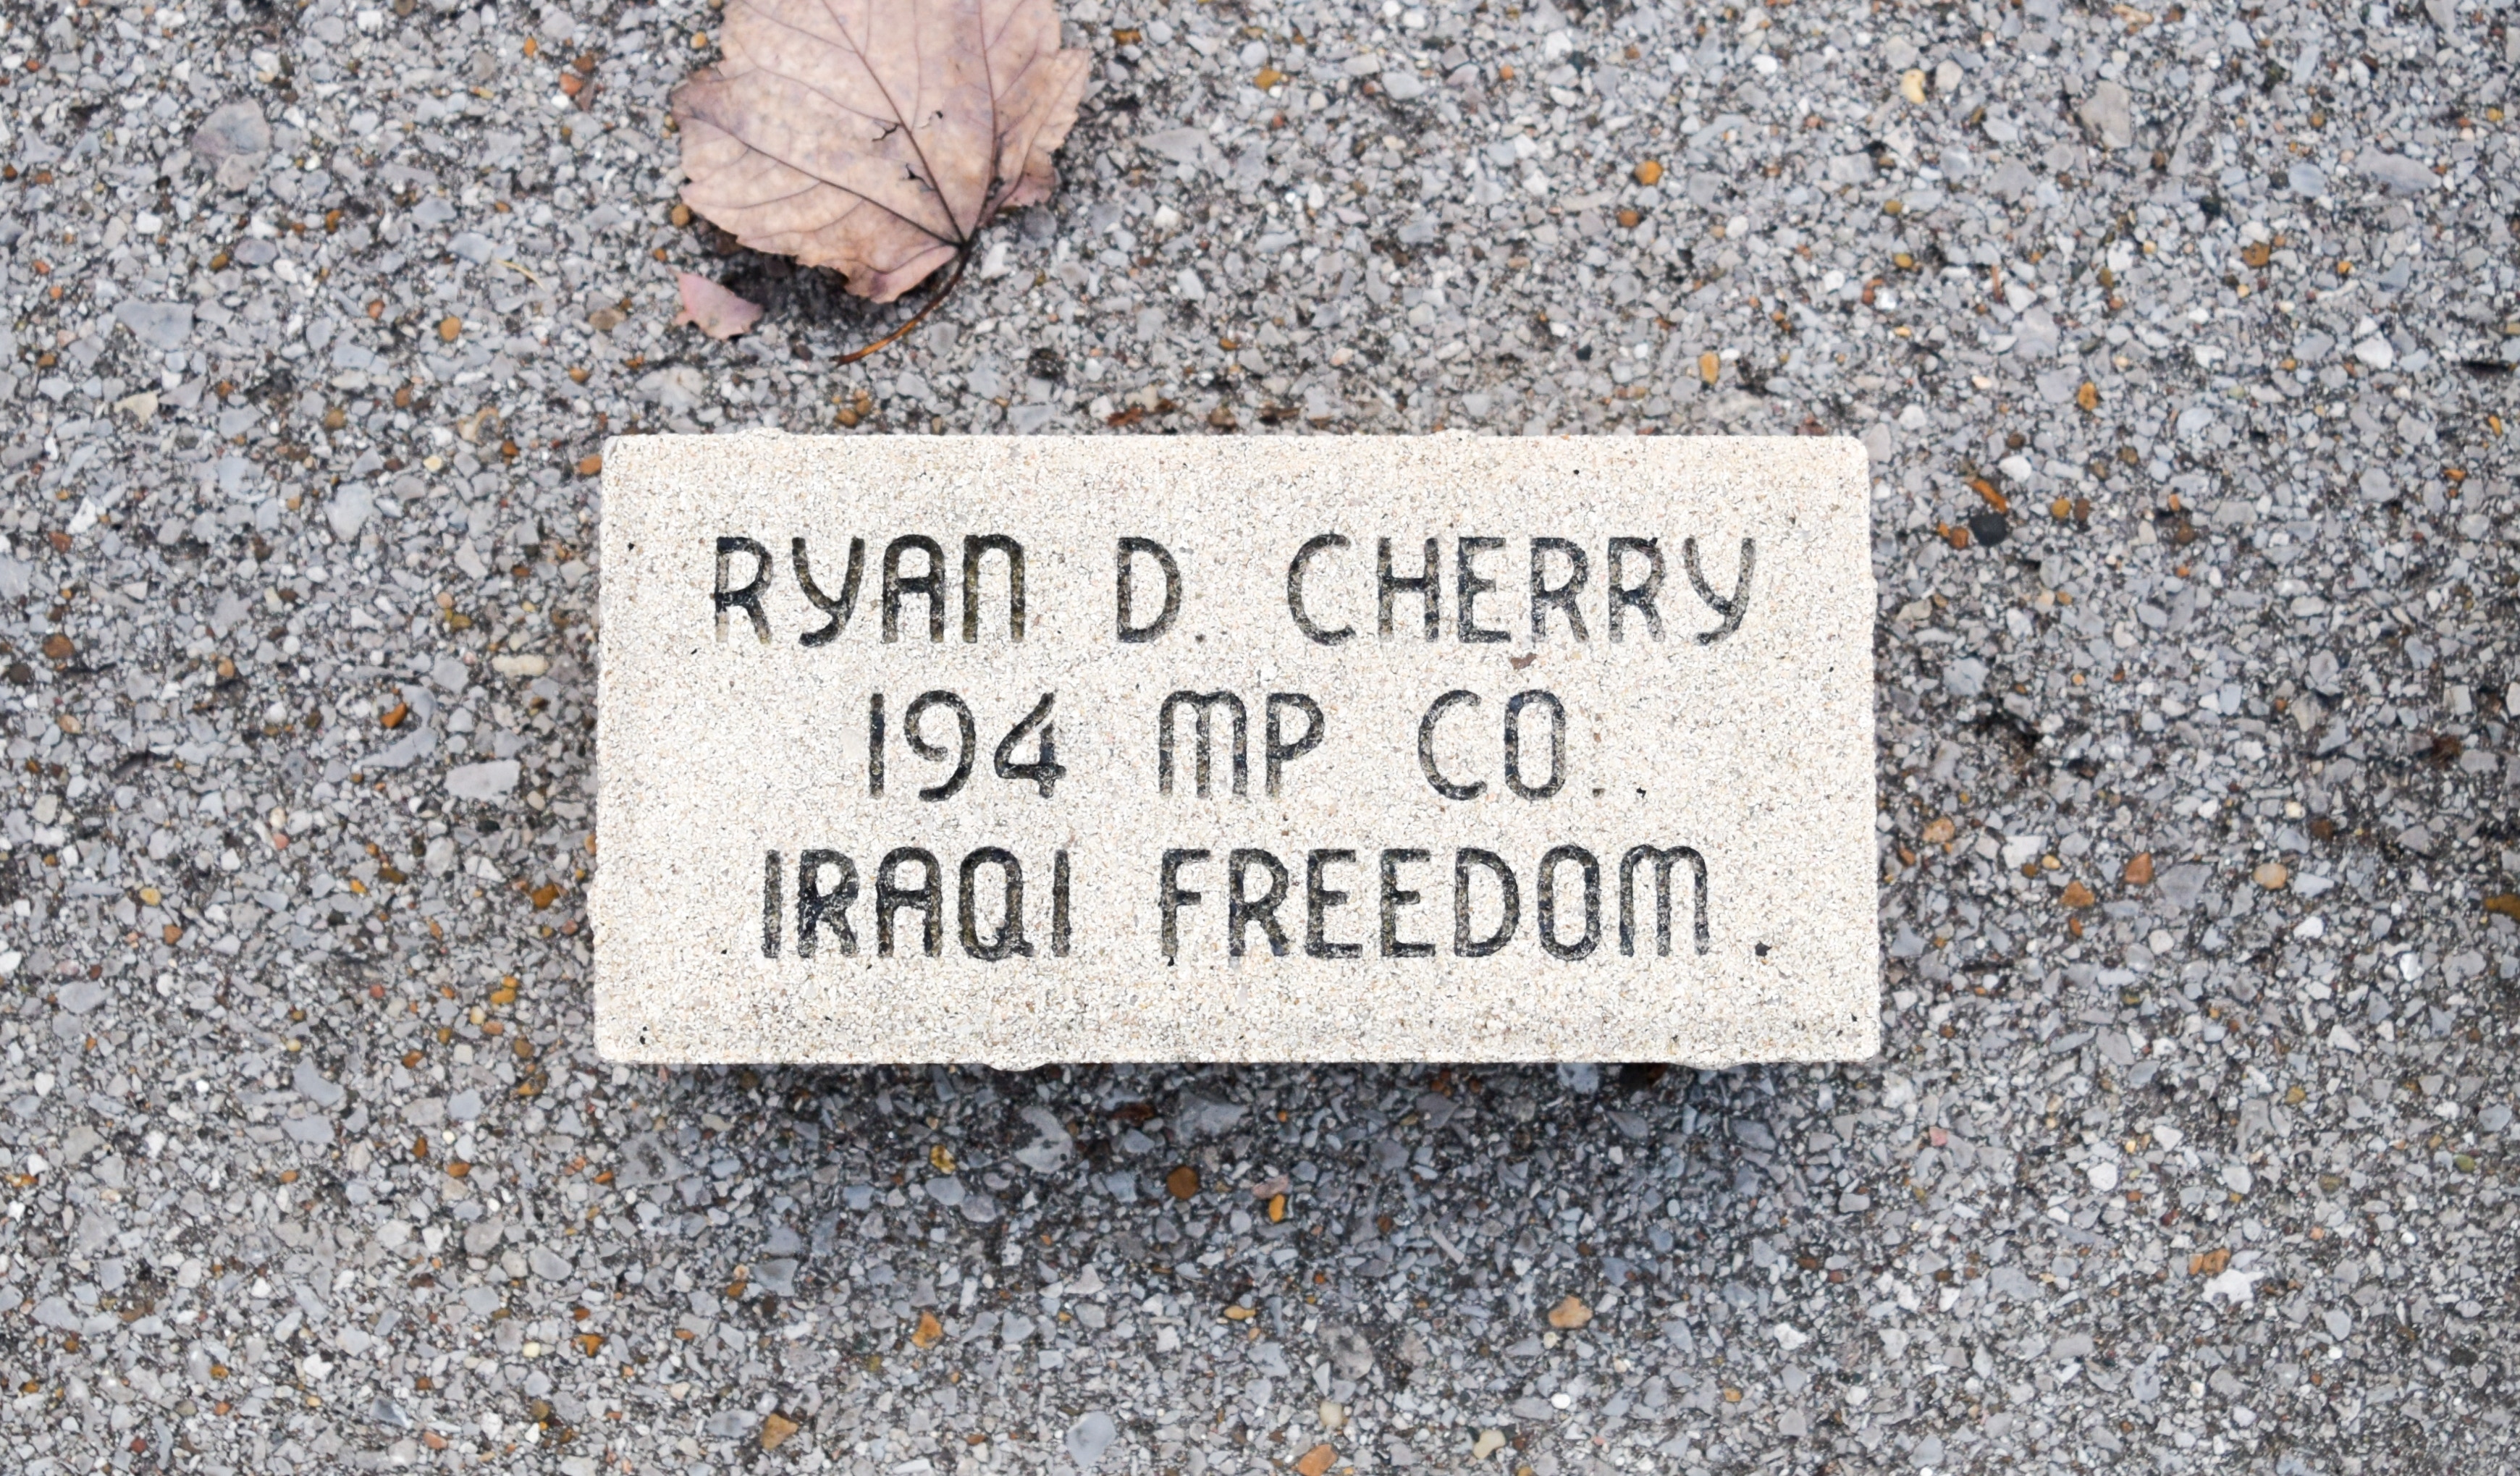 RYAN D. CHERRY
194 MP CO.
IRAQI FREEDOM